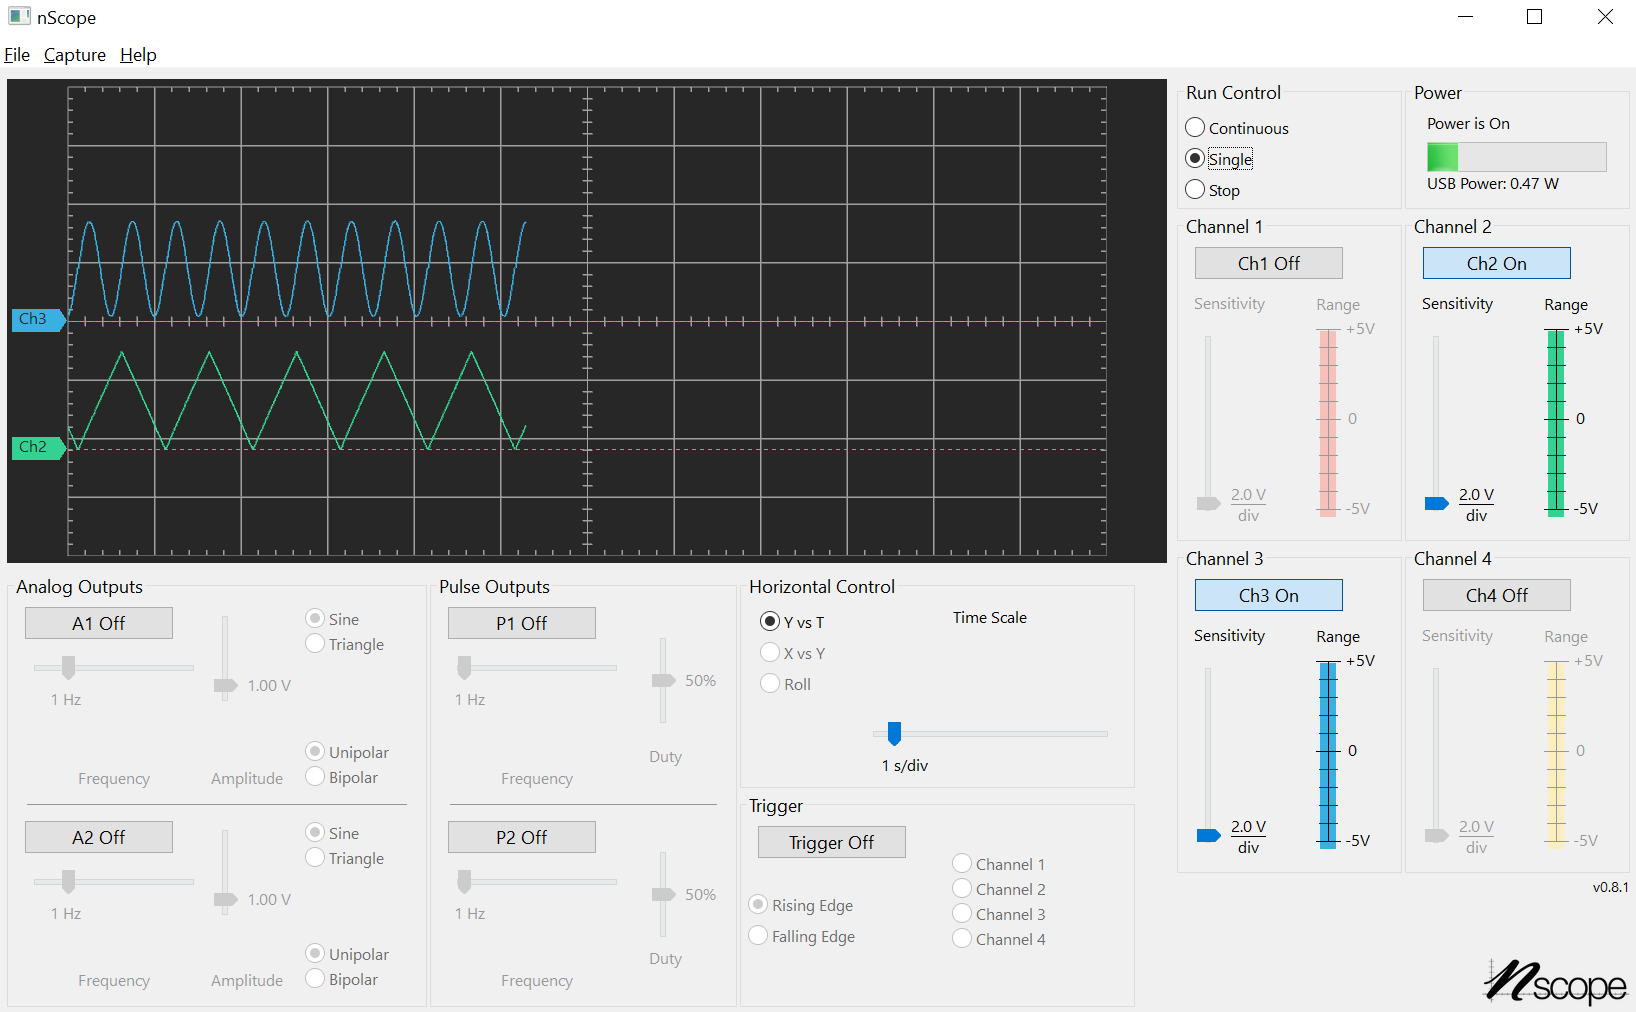 nScope
File Capture Help
Ch3
Ch2
Run Control
Continuous
Single
Stop
Power
Power is On
USB Power: 0.47 W
Channel 1
Ch1 Off
Sensitivity Range
+5V
0
-5V
2.0 V
div
Channel 2
Ch2 On
Sensitivity Range
+5V
0
-5V
2.0 V
div
Channel 3
Ch3 On
Sensitivity Range
+5V
0
-5V
2.0 V
div
Channel 4
Ch4 Off
Sensitivity Range
+5V
0
-5V
2.0 V
div
Analog Outputs
A1 Off
1 Hz
1.00 V
Sine
Triangle
Unipolar
Bipolar
Frequency Amplitude
A2 Off
1 Hz
1.00 V
Sine
Triangle
Unipolar
Bipolar
Frequency Amplitude
Pulse Outputs
P1 Off
1 Hz
50%
Duty
Frequency
P2 Off
1 Hz
50%
Duty
Frequency
Horizontal Control
Y vs T
X vs Y
Roll
Time Scale
1 s/div
Trigger
Trigger Off
Rising Edge
Falling Edge
Channel 1
Channel 2
Channel 3
Channel 4
v0.8.1
nscope